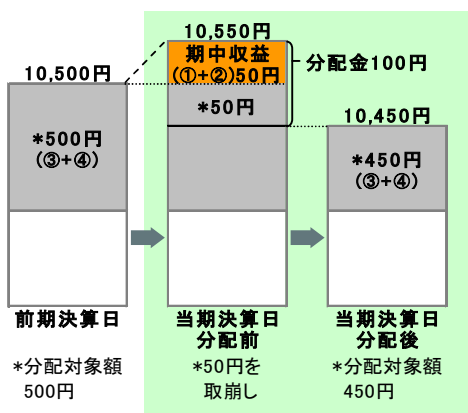 10,550円
期中収益
(①+②)50円
分配金100円
10,500円
*50円
10,450円
*500円
(③+④)
*450円
(③+④)
前期決算日
当期決算日
分配前
当期決算日
分配後
*分配対象額
500円
*50円を
取崩し
*分配対象額
450円